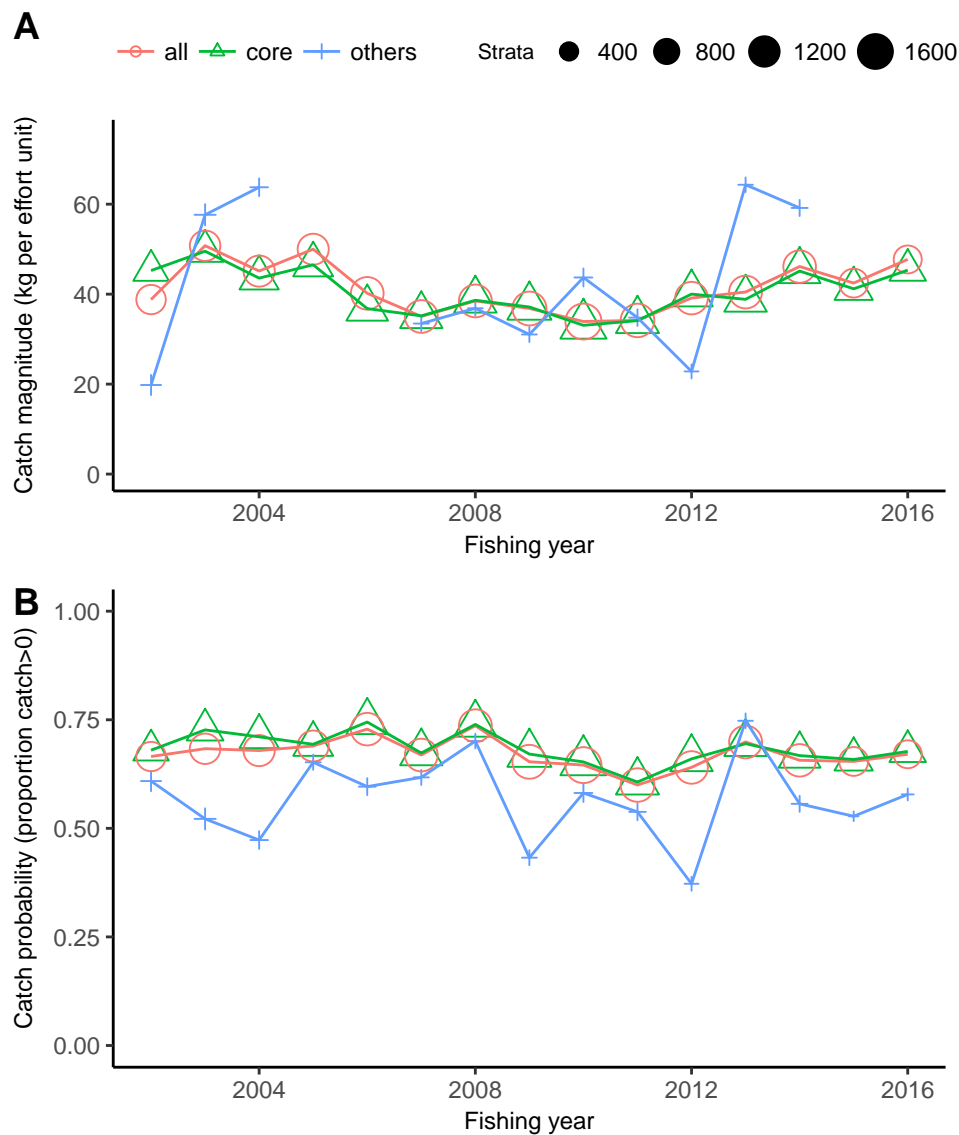 A
all core others Strata 400 800 1200 1600
Catch magnitude (kg per effort unit)
60
40
20
0
2004 2008 2012 2016
Fishing year
B
Catch probability (proportion catch>0)
1.00
0.75
0.50
0.25
0.00
2004 2008 2012 2016
Fishing year